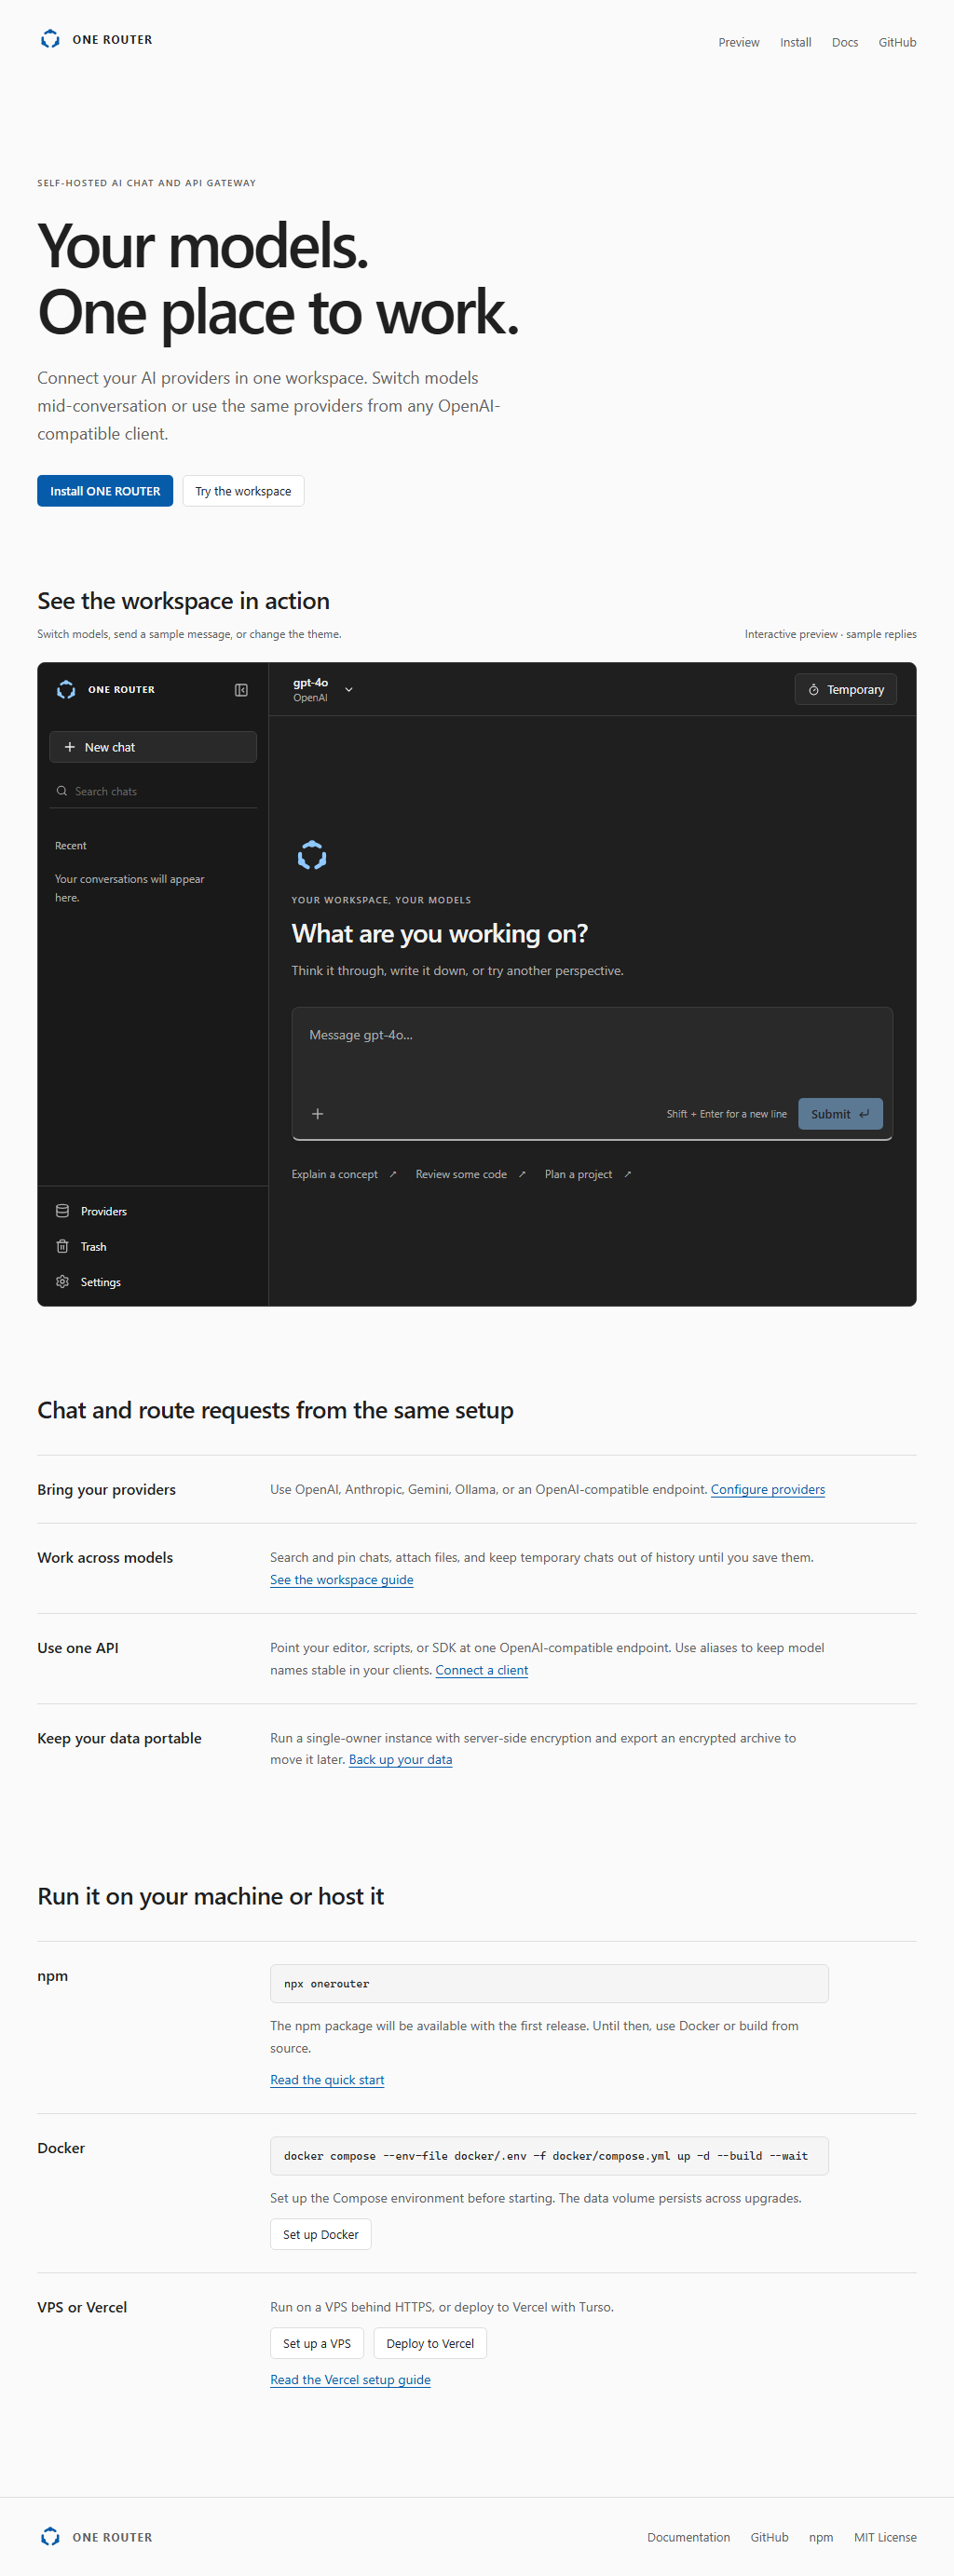 ONE ROUTER
Preview Install Docs GitHub
SELF-HOSTED AI CHAT AND API GATEWAY
Your models.
One place to work.
Connect your AI providers in one workspace. Switch models
mid-conversation or use the same providers from any OpenAI-
compatible client.
Install ONE ROUTER
Try the workspace
See the workspace in action
Switch models, send a sample message, or change the theme.
Interactive preview · sample replies
ONE ROUTER
New chat
Search chats
Recent
Your conversations will appear
here.
Providers
Trash
Settings
gpt-4o
OpenAI
Temporary
YOUR WORKSPACE, YOUR MODELS
What are you working on?
Think it through, write it down, or try another perspective.
Message gpt-4o...
Shift + Enter for a new line
Submit
Explain a concept ↗ Review some code ↗ Plan a project ↗
Chat and route requests from the same setup
Bring your providers
Use OpenAI, Anthropic, Gemini, Ollama, or an OpenAI-compatible endpoint. Configure providers
Work across models
Search and pin chats, attach files, and keep temporary chats out of history until you save them.
See the workspace guide
Use one API
Point your editor, scripts, or SDK at one OpenAI-compatible endpoint. Use aliases to keep model
names stable in your clients. Connect a client
Keep your data portable
Run a single-owner instance with server-side encryption and export an encrypted archive to
move it later. Back up your data
Run it on your machine or host it
npm
npx onerouter
The npm package will be available with the first release. Until then, use Docker or build from
source.
Read the quick start
Docker
docker compose --env-file docker/.env -f docker/compose.yml up -d --build --wait
Set up the Compose environment before starting. The data volume persists across upgrades.
Set up Docker
VPS or Vercel
Run on a VPS behind HTTPS, or deploy to Vercel with Turso.
Set up a VPS
Deploy to Vercel
Read the Vercel setup guide
ONE ROUTER
Documentation GitHub npm MIT License